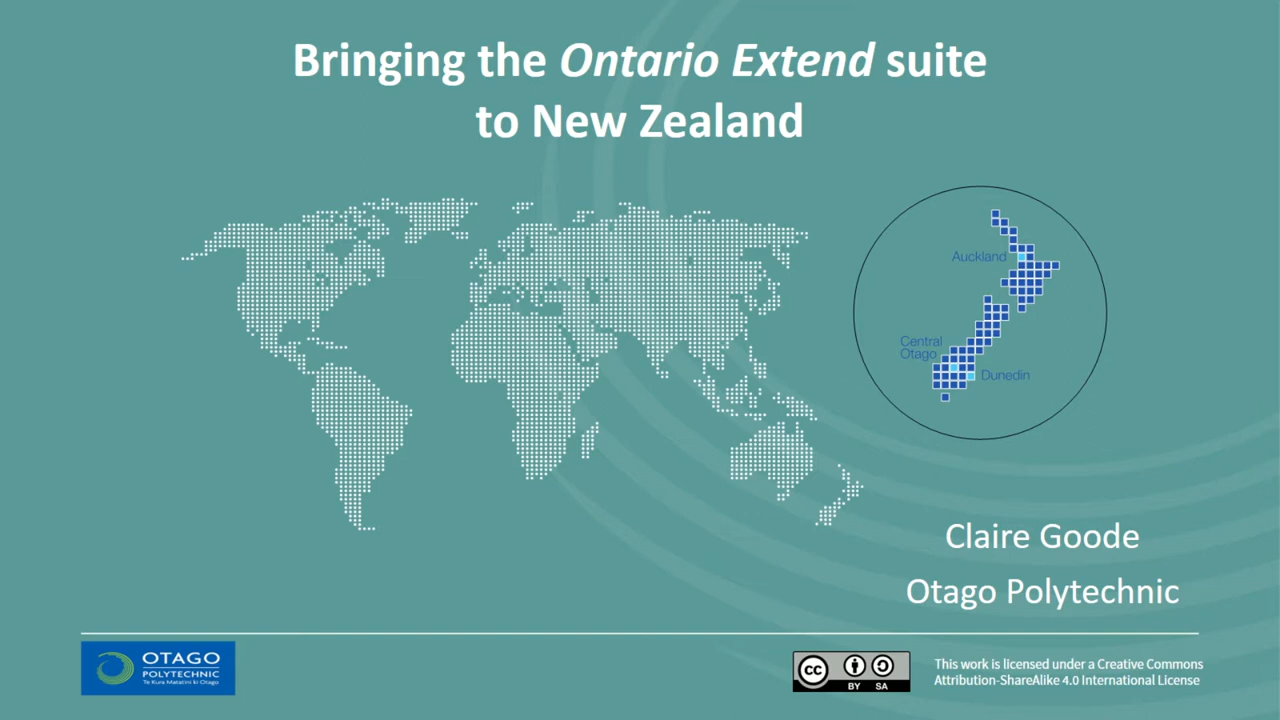 Bringing the Ontario Extend suite
to New Zealand
Auckland
Central
Otago
Dunedin
Claire Goode
Otago Polytechnic
OTAGO
POLYTECHNIC
Te Kura Matatini ki Otago
cc
BY SA
This work is licensed under a Creative Commons
Attribution-ShareAlike 4.0 International License